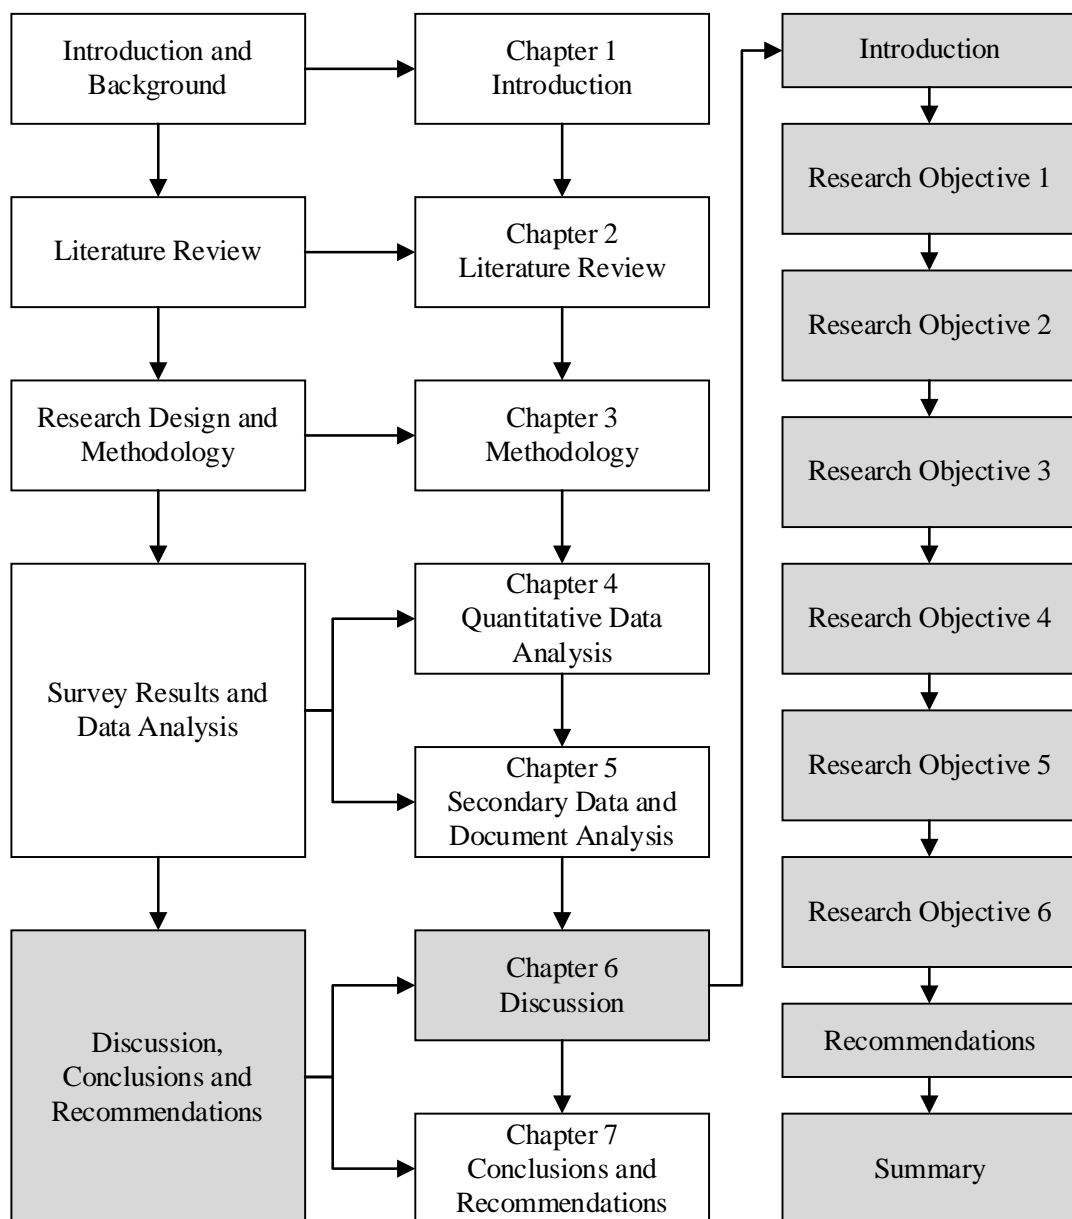 Introduction and
Background
Chapter 1
Introduction
Introduction
Research Objective 1
Literature Review
Chapter 2
Literature Review
Research Objective 2
Research Design and
Methodology
Chapter 3
Methodology
Research Objective 3
Survey Results and
Data Analysis
Chapter 4
Quantitative Data
Analysis
Research Objective 4
Chapter 5
Secondary Data and
Document Analysis
Research Objective 5
Research Objective 6
Discussion,
Conclusions and
Recommendations
Chapter 6
Discussion
Recommendations
Chapter 7
Conclusions and
Recommendations
Summary